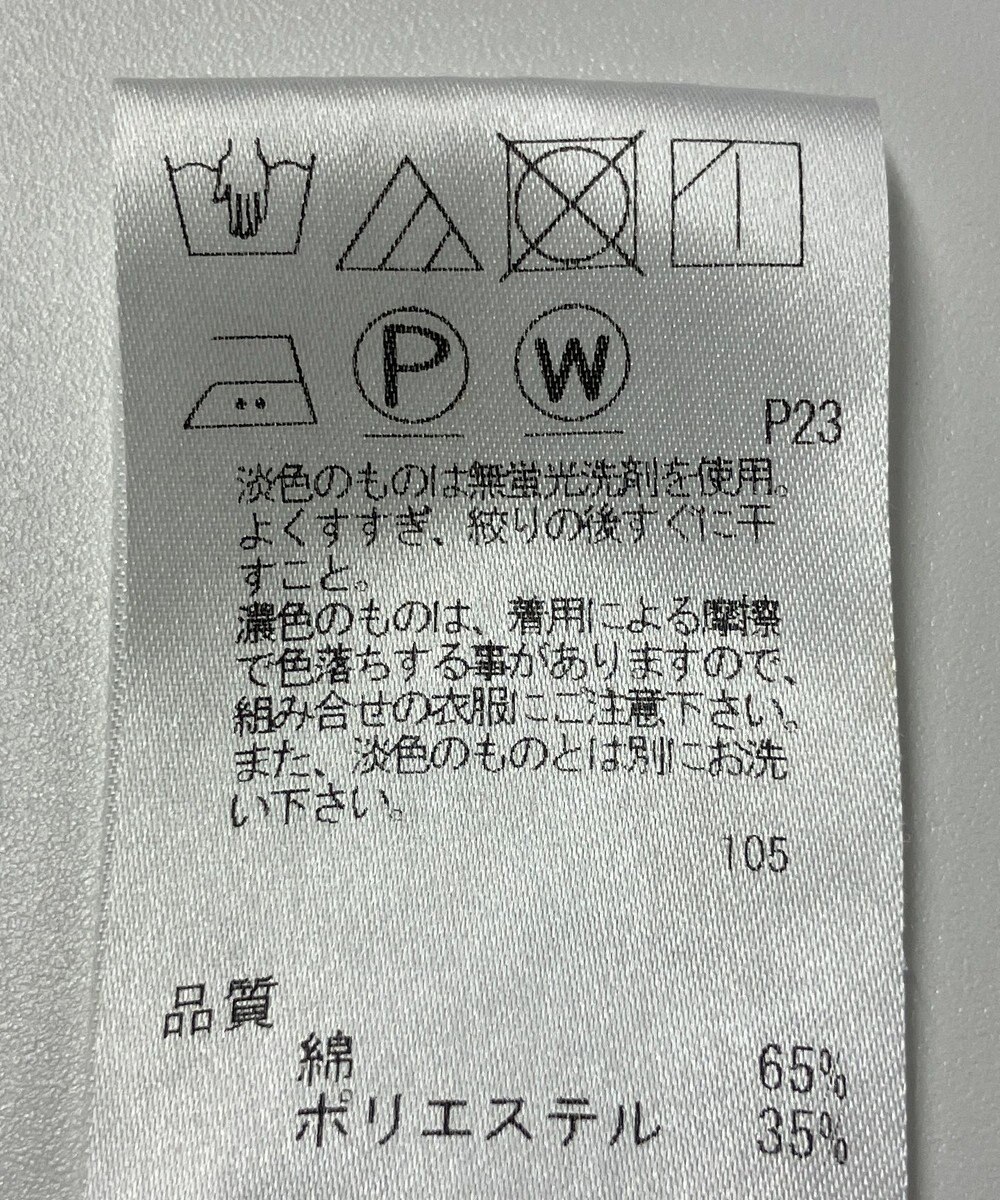 P W
P23
淡色のものは無蛍光洗剤を使用。
よくすすぎ、絞りの後すぐに干
すこと。
濃色のものは、着用による摩擦
で色落ちする事がありますので、
組み合せの衣服にご注意下さい。
また、淡色のものとは別にお洗
い下さい。
105
品質
綿 65%
ポリエステル 35%